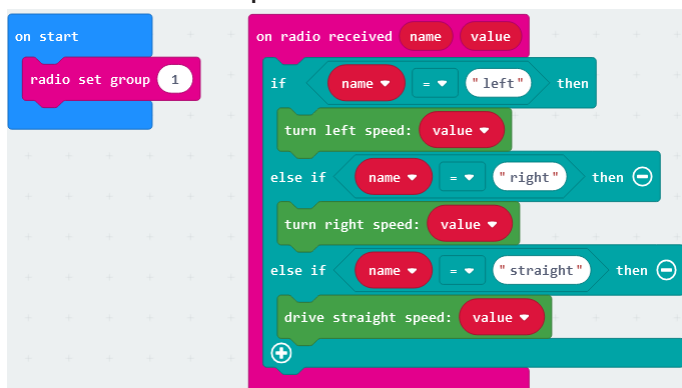 on start
radio set group 1
on radio received name value
if name = "left" then
turn left speed: value
else if name = "right" then
turn right speed: value
else if name = "straight" then
drive straight speed: value